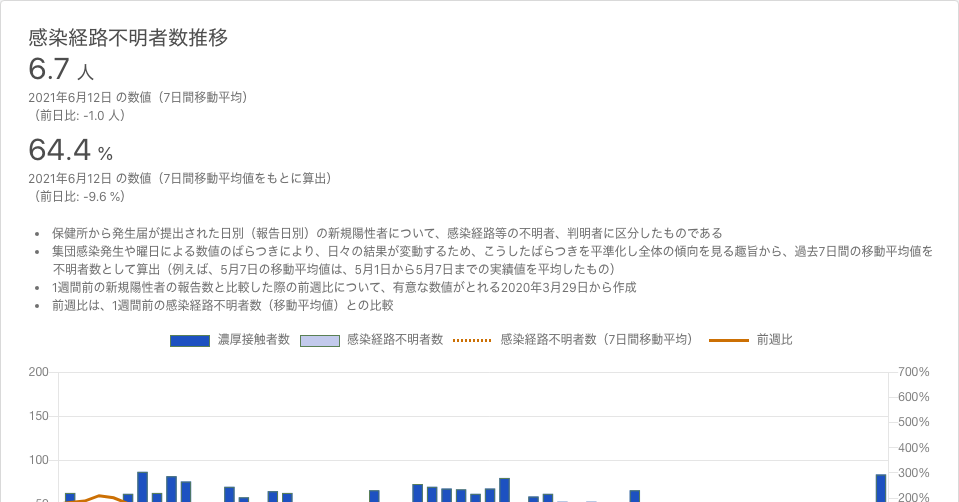 感染経路不明者数推移
6.7 人
2021年6月12日 の数値（7日間移動平均）
（前日比: -1.0 人）
64.4 %
2021年6月12日 の数値（7日間移動平均値をもとに算出）
（前日比: -9.6 %）
• 保健所から発生届が提出された日別（報告日別）の新規陽性者について、感染経路等の不明者、判明者に区分したものである
• 集団感染発生や曜日による数値のばらつきにより、日々の結果が変動するため、こうしたばらつきを平準化し全体の傾向を見る趣旨から、過去7日間の移動平均値を
不明者数として算出（例えば、5月7日の移動平均値は、5月1日から5月7日までの実績値を平均したもの）
• 1週間前の新規陽性者の報告数と比較した際の前週比について、有意な数値がとれる2020年3月29日から作成
• 前週比は、1週間前の感染経路不明者数（移動平均値）との比較
濃厚接触者数 感染経路不明者数 感染経路不明者数（7日間移動平均） 前週比
200 700%
600%
150
500%
100 400%
300%
50 200%